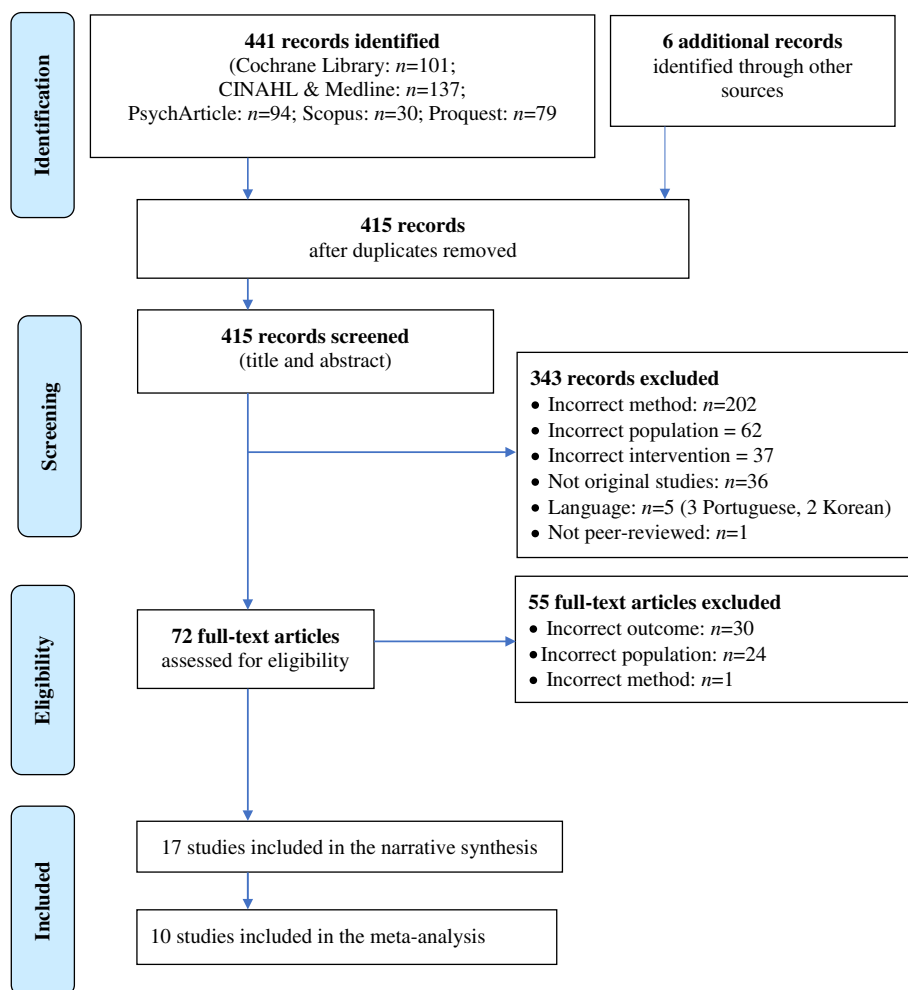 Identification
441 records identified
(Cochrane Library: n=101;
CINAHL & Medline: n=137;
PsychArticle: n=94; Scopus: n=30; Proquest: n=79
6 additional records
identified through other
sources
415 records
after duplicates removed
Screening
415 records screened
(title and abstract)
343 records excluded
• Incorrect method: n=202
• Incorrect population = 62
• Incorrect intervention = 37
• Not original studies: n=36
• Language: n=5 (3 Portuguese, 2 Korean)
• Not peer-reviewed: n=1
Eligibility
72 full-text articles
assessed for eligibility
55 full-text articles excluded
• Incorrect outcome: n=30
•Incorrect population: n=24
• Incorrect method: n=1
Included
17 studies included in the narrative synthesis
10 studies included in the meta-analysis